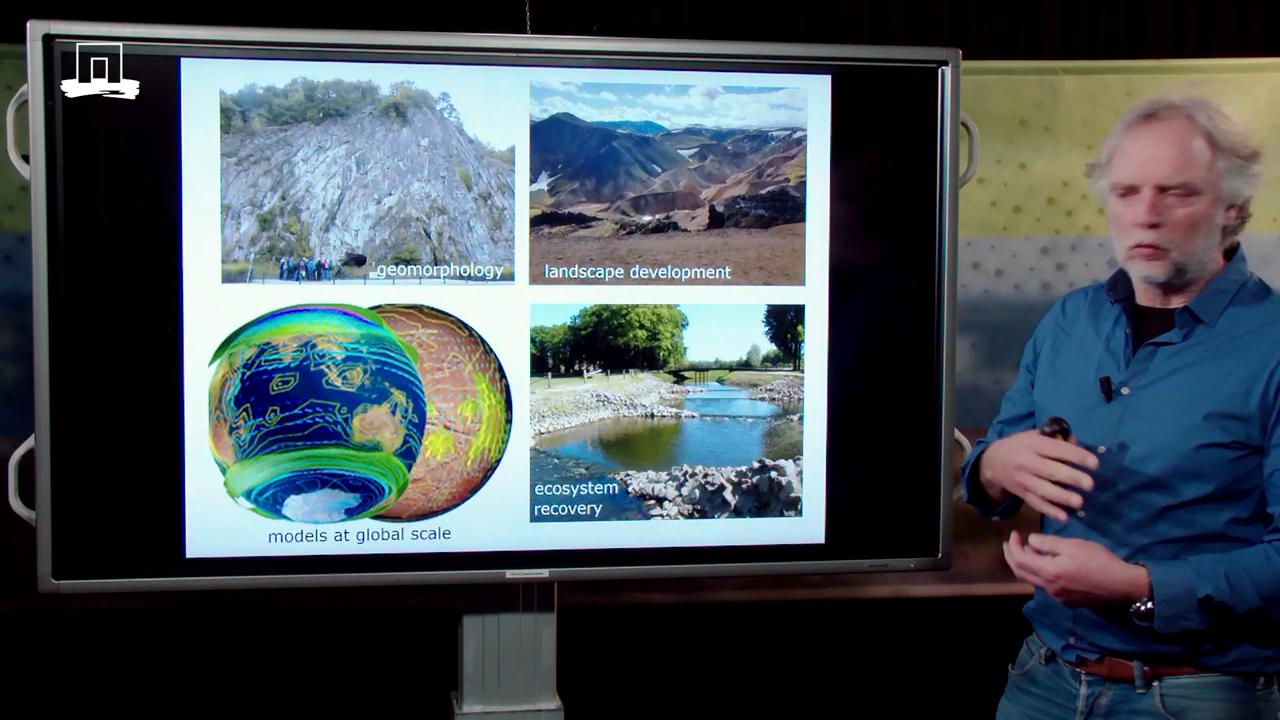 geomorphology
landscape development
models at global scale
ecosystem
recovery